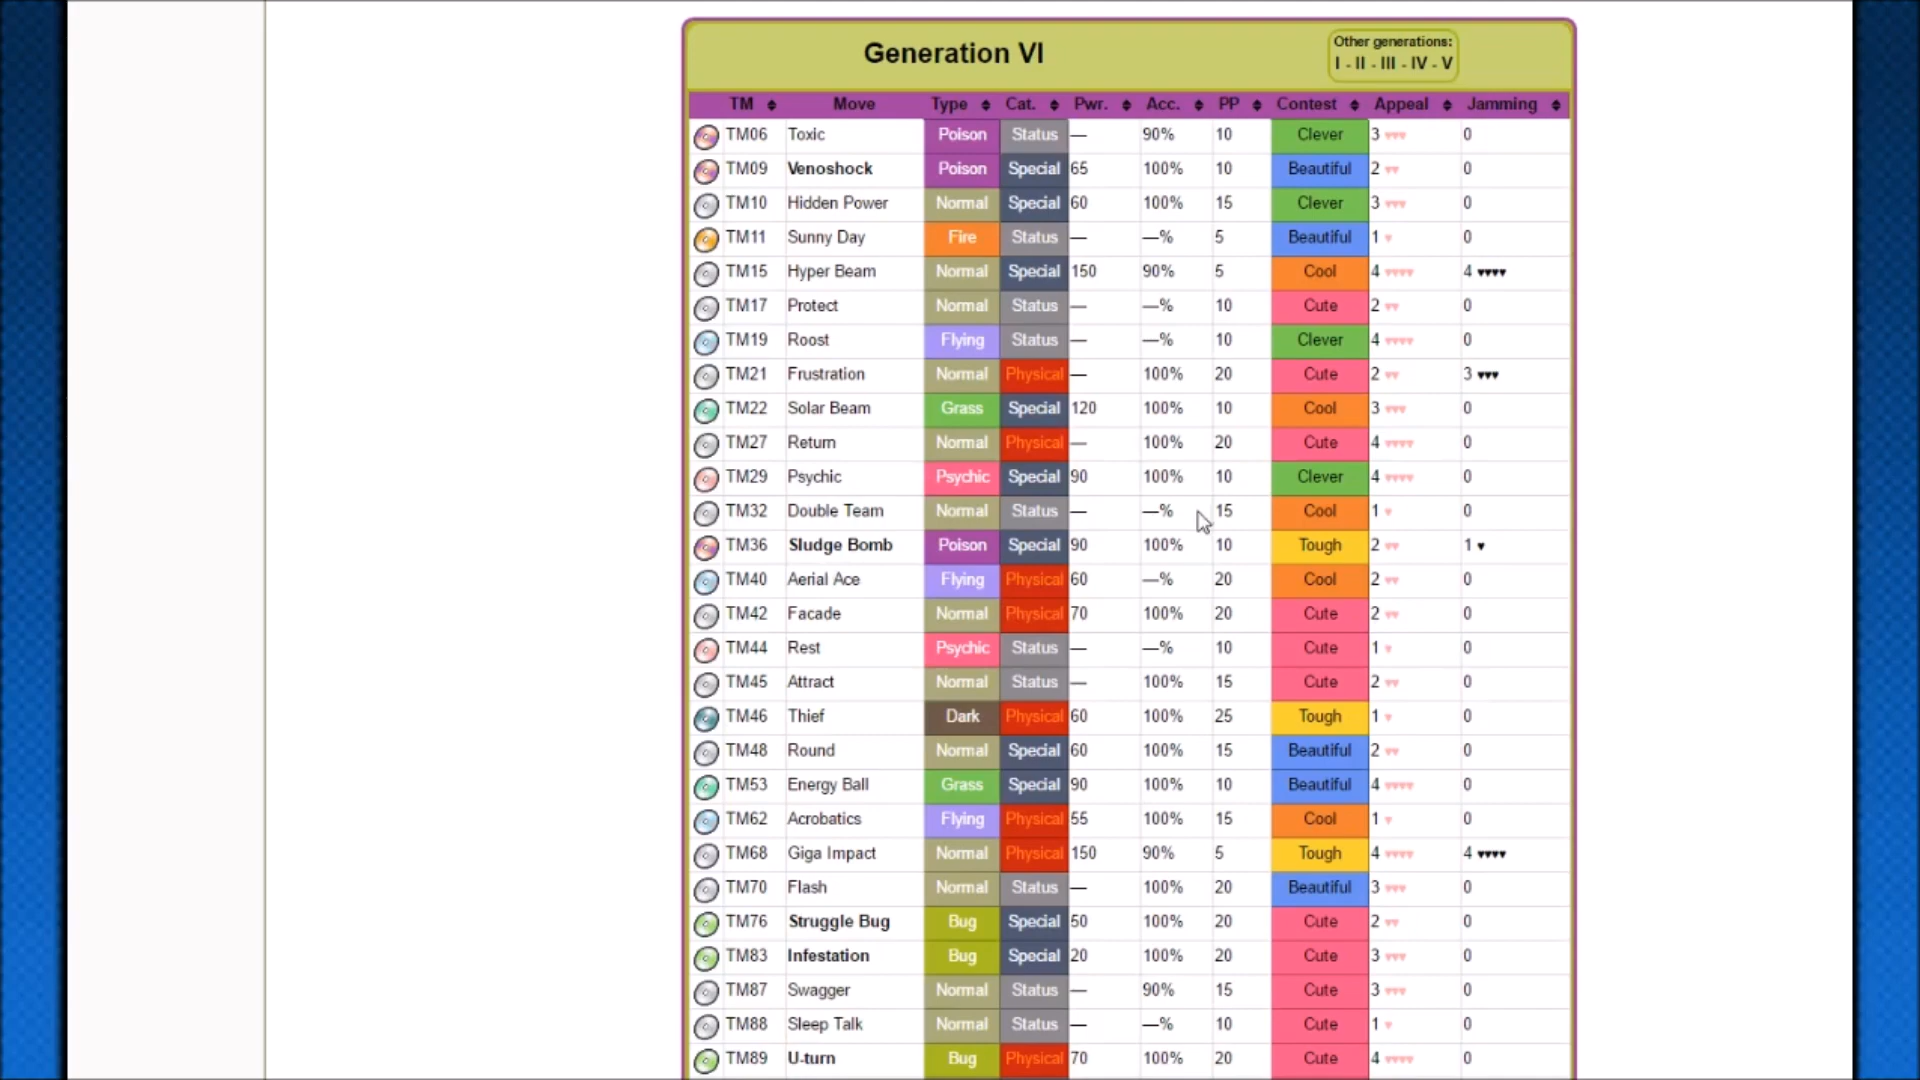 Generation VI
Other generations:
I - II - III - IV - V
TM Move Type Cat. Pwr. Acc. PP Contest Appeal Jamming
TM06 Toxic Poison Status — 90% 10 Clever 3 ♥♥♥ 0
TM09 Venoshock Poison Special 65 100% 10 Beautiful 2 ♥♥ 0
TM10 Hidden Power Normal Special 60 100% 15 Clever 3 ♥♥♥ 0
TM11 Sunny Day Fire Status — —% 5 Beautiful 1 ♥ 0
TM15 Hyper Beam Normal Special 150 90% 5 Cool 4 ♥♥♥♥ 4 ♥♥♥♥
TM17 Protect Normal Status — —% 10 Cute 2 ♥♥ 0
TM19 Roost Flying Status — —% 10 Clever 4 ♥♥♥♥ 0
TM21 Frustration Normal Physical — 100% 20 Cute 2 ♥♥ 3 ♥♥♥
TM22 Solar Beam Grass Special 120 100% 10 Cool 3 ♥♥♥ 0
TM27 Return Normal Physical — 100% 20 Cute 4 ♥♥♥♥ 0
TM29 Psychic Psychic Special 90 100% 10 Clever 4 ♥♥♥♥ 0
TM32 Double Team Normal Status — —% 15 Cool 1 ♥ 0
TM36 Sludge Bomb Poison Special 90 100% 10 Tough 2 ♥♥ 1 ♥
TM40 Aerial Ace Flying Physical 60 —% 20 Cool 2 ♥♥ 0
TM42 Facade Normal Physical 70 100% 20 Cute 2 ♥♥ 0
TM44 Rest Psychic Status — —% 10 Cute 1 ♥ 0
TM45 Attract Normal Status — 100% 15 Cute 2 ♥♥ 0
TM46 Thief Dark Physical 60 100% 25 Tough 1 ♥ 0
TM48 Round Normal Special 60 100% 15 Beautiful 2 ♥♥ 0
TM53 Energy Ball Grass Special 90 100% 10 Beautiful 4 ♥♥♥♥ 0
TM62 Acrobatics Flying Physical 55 100% 15 Cool 1 ♥ 0
TM68 Giga Impact Normal Physical 150 90% 5 Tough 4 ♥♥♥♥ 4 ♥♥♥♥
TM70 Flash Normal Status — 100% 20 Beautiful 3 ♥♥♥ 0
TM76 Struggle Bug Bug Special 50 100% 20 Cute 2 ♥♥ 0
TM83 Infestation Bug Special 20 100% 20 Cute 3 ♥♥♥ 0
TM87 Swagger Normal Status — 90% 15 Cute 3 ♥♥♥ 0
TM88 Sleep Talk Normal Status — —% 10 Cute 1 ♥ 0
TM89 U-turn Bug Physical 70 100% 20 Cute 4 ♥♥♥♥ 0